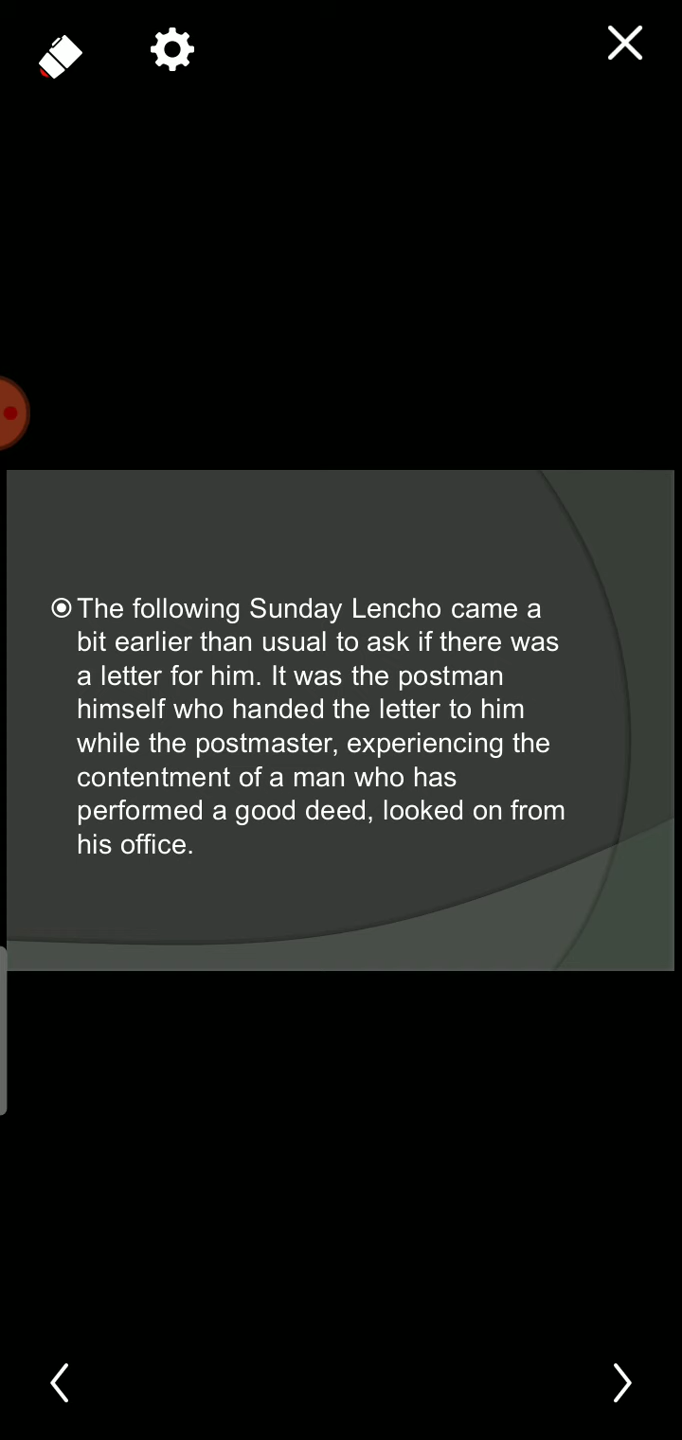 The following Sunday Lencho came a
bit earlier than usual to ask if there was
a letter for him. It was the postman
himself who handed the letter to him
while the postmaster, experiencing the
contentment of a man who has
performed a good deed, looked on from
his office.